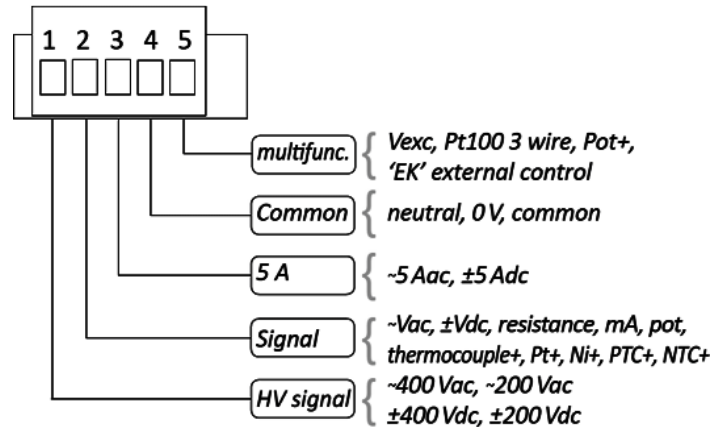 1 2 3 4 5
multifunc.
Vexc, Pt100 3 wire, Pot+,
‘EK’ external control
Common
neutral, 0 V, common
5 A
~5 Aac, ±5 Adc
Signal
~Vac, ±Vdc, resistance, mA, pot,
thermocouple+, Pt+, Ni+, PTC+, NTC+
HV signal
~400 Vac, ~200 Vac
±400 Vdc, ±200 Vdc